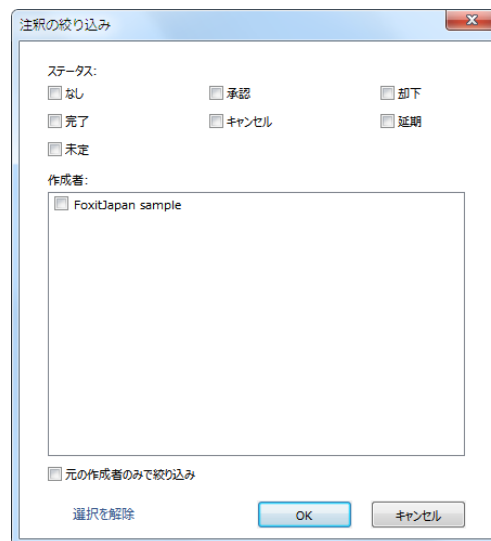 注釈の絞り込み
ステータス:
なし 承認 却下
完了 キャンセル 延期
未定
作成者:
FoxitJapan sample
元の作成者のみで絞り込み
選択を解除 OK キャンセル